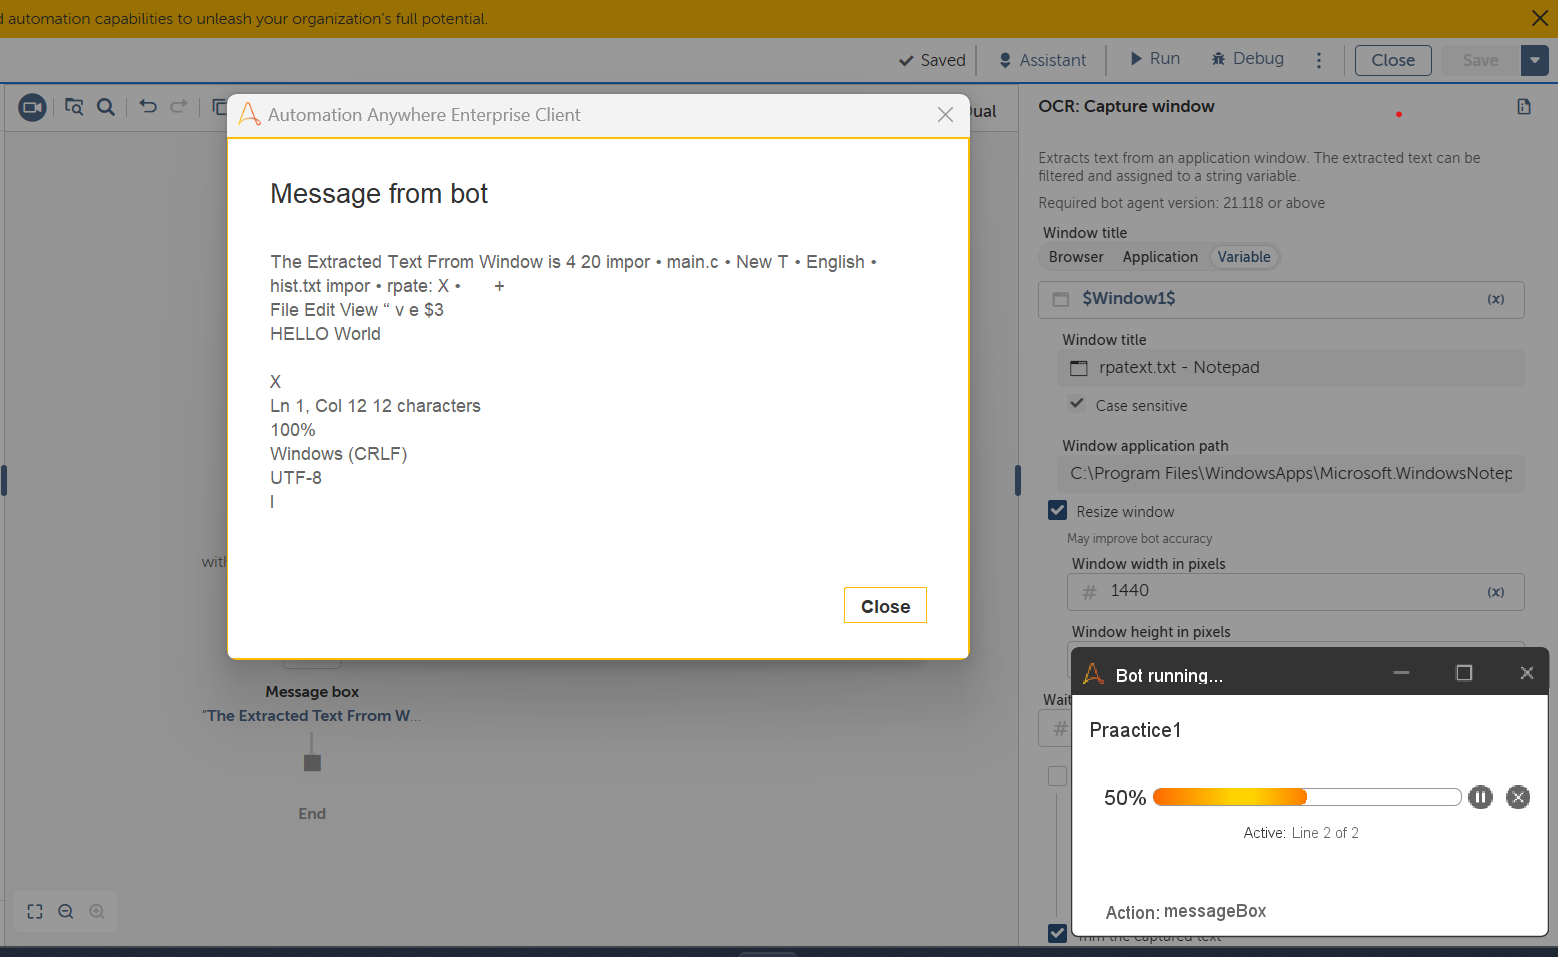 d automation capabilities to unleash your organization's full potential.
Saved Assistant Run Debug Close Save
ual
Automation Anywhere Enterprise Client
Message from bot
The Extracted Text Frrom Window is 4 20 impor • main.c • New T • English •
hist.txt impor • rpate: X • +
File Edit View “ v e $3
HELLO World
X
Ln 1, Col 12 12 characters
100%
Windows (CRLF)
UTF-8
I
Close
with
Message box
“The Extracted Text Frrom W...
End
OCR: Capture window
Extracts text from an application window. The extracted text can be
filtered and assigned to a string variable.
Required bot agent version: 21.118 or above
Window title
Browser Application Variable
$Window1$ (x)
Window title
rpatext.txt - Notepad
Case sensitive
Window application path
C:\Program Files\WindowsApps\Microsoft.WindowsNotep
Resize window
May improve bot accuracy
Window width in pixels
# 1440 (x)
Window height in pixels
Wait
#
Bot running...
Praactice1
50%
Active: Line 2 of 2
Action: messageBox
Trim the captured text